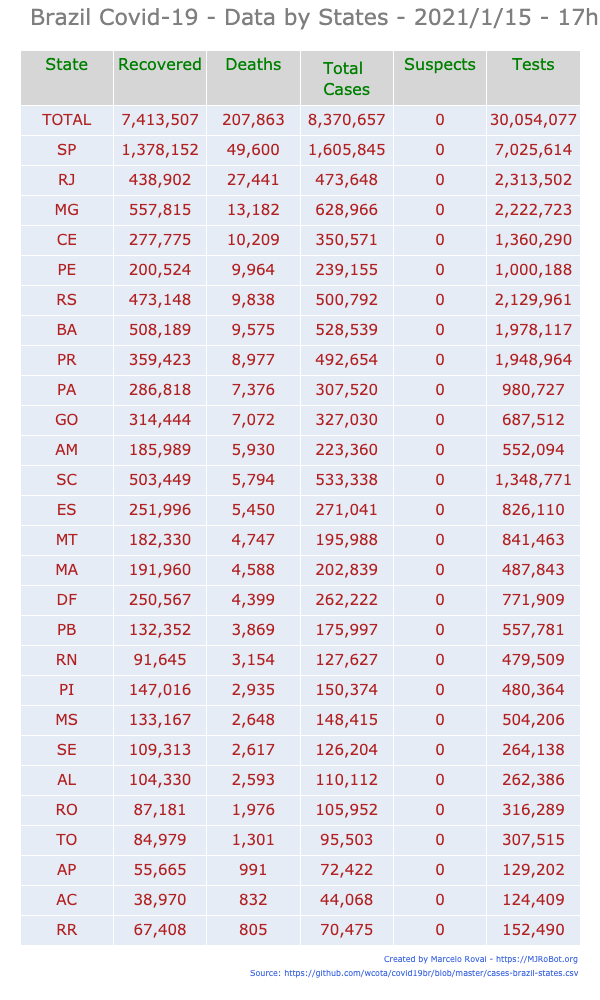 Brazil Covid-19 - Data by States - 2021/1/15 - 17h
State Recovered Deaths Total Cases Suspects Tests
TOTAL 7,413,507 207,863 8,370,657 0 30,054,077
SP 1,378,152 49,600 1,605,845 0 7,025,614
RJ 438,902 27,441 473,648 0 2,313,502
MG 557,815 13,182 628,966 0 2,222,723
CE 277,775 10,209 350,571 0 1,360,290
PE 200,524 9,964 239,155 0 1,000,188
RS 473,148 9,838 500,792 0 2,129,961
BA 508,189 9,575 528,539 0 1,978,117
PR 359,423 8,977 492,654 0 1,948,964
PA 286,818 7,376 307,520 0 980,727
GO 314,444 7,072 327,030 0 687,512
AM 185,989 5,930 223,360 0 552,094
SC 503,449 5,794 533,338 0 1,348,771
ES 251,996 5,450 271,041 0 826,110
MT 182,330 4,747 195,988 0 841,463
MA 191,960 4,588 202,839 0 487,843
DF 250,567 4,399 262,222 0 771,909
PB 132,352 3,869 175,997 0 557,781
RN 91,645 3,154 127,627 0 479,509
PI 147,016 2,935 150,374 0 480,364
MS 133,167 2,648 148,415 0 504,206
SE 109,313 2,617 126,204 0 264,138
AL 104,330 2,593 110,112 0 262,386
RO 87,181 1,976 105,952 0 316,289
TO 84,979 1,301 95,503 0 307,515
AP 55,665 991 72,422 0 129,202
AC 38,970 832 44,068 0 124,409
RR 67,408 805 70,475 0 152,490
Created by Marcelo Rovai - https://MJRoBot.org
Source: https://github.com/wcota/covid19br/blob/master/cases-brazil-states.csv